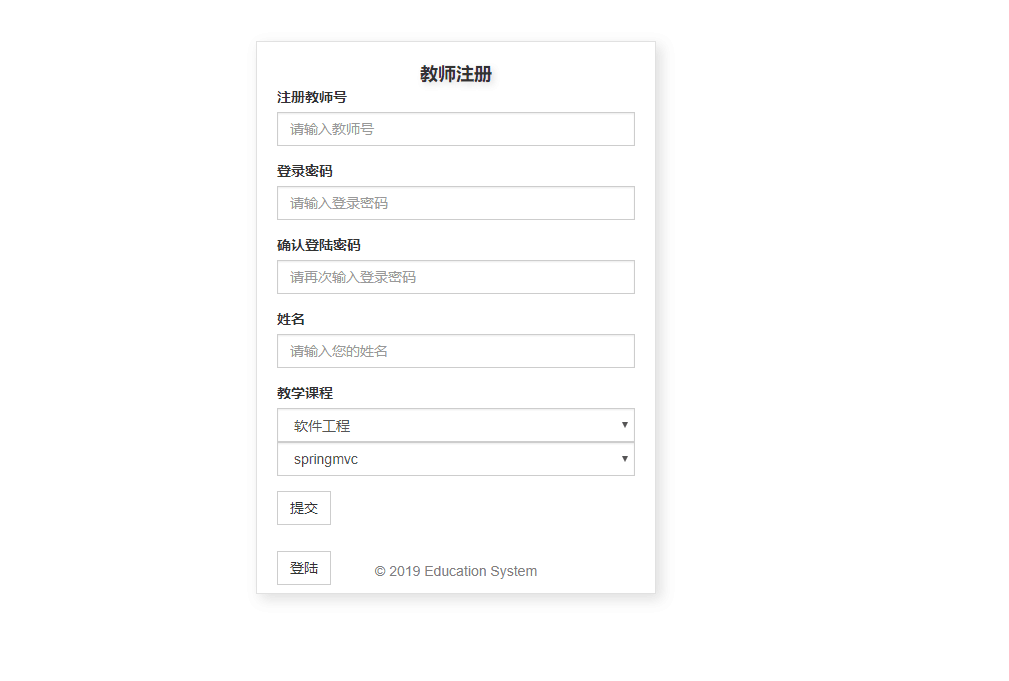 教师注册
注册教师号
请输入教师号
登录密码
请输入登录密码
确认登陆密码
请再次输入登录密码
姓名
请输入您的姓名
教学课程
软件工程
springmvc
提交
登陆
© 2019 Education System